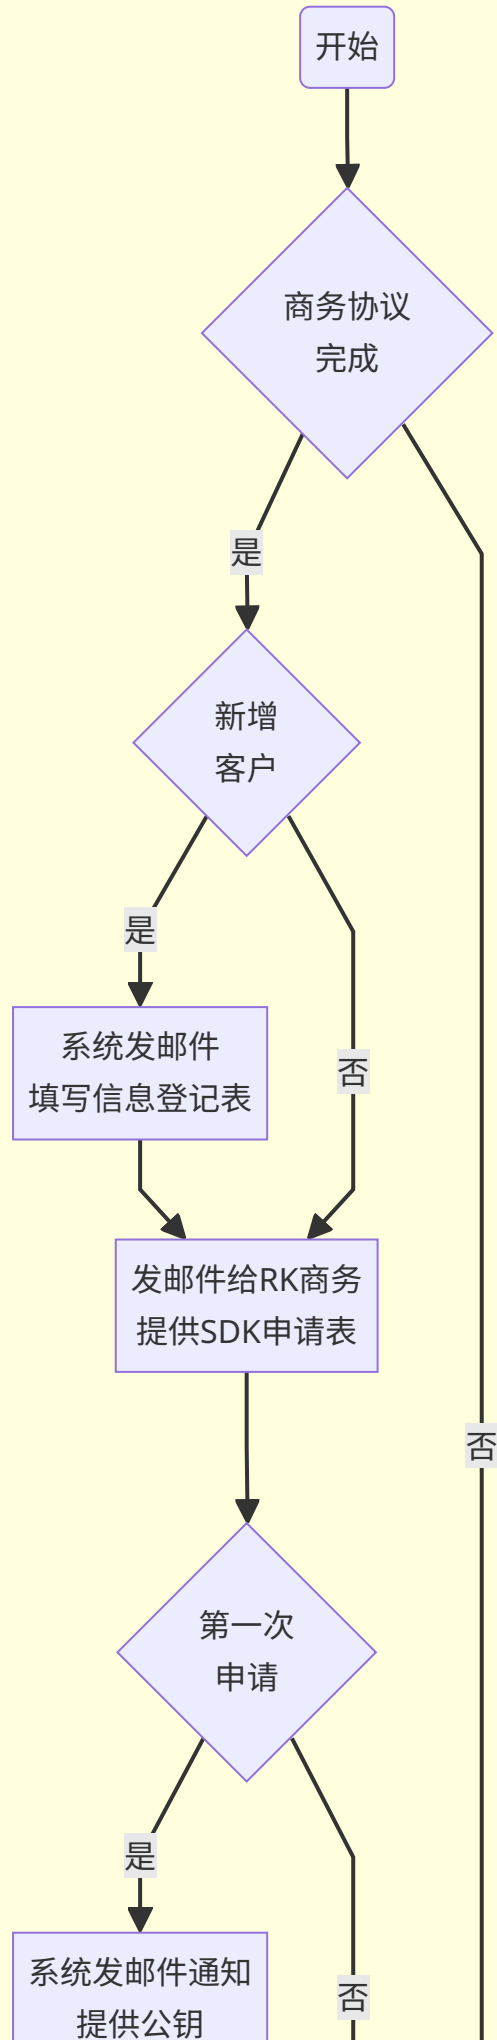 开始
商务协议
完成
是
新增
客户
是
系统发邮件
填写信息登记表
否
发邮件给RK商务
提供SDK申请表
否
第一次
申请
是
系统发邮件通知
提供公钥
否